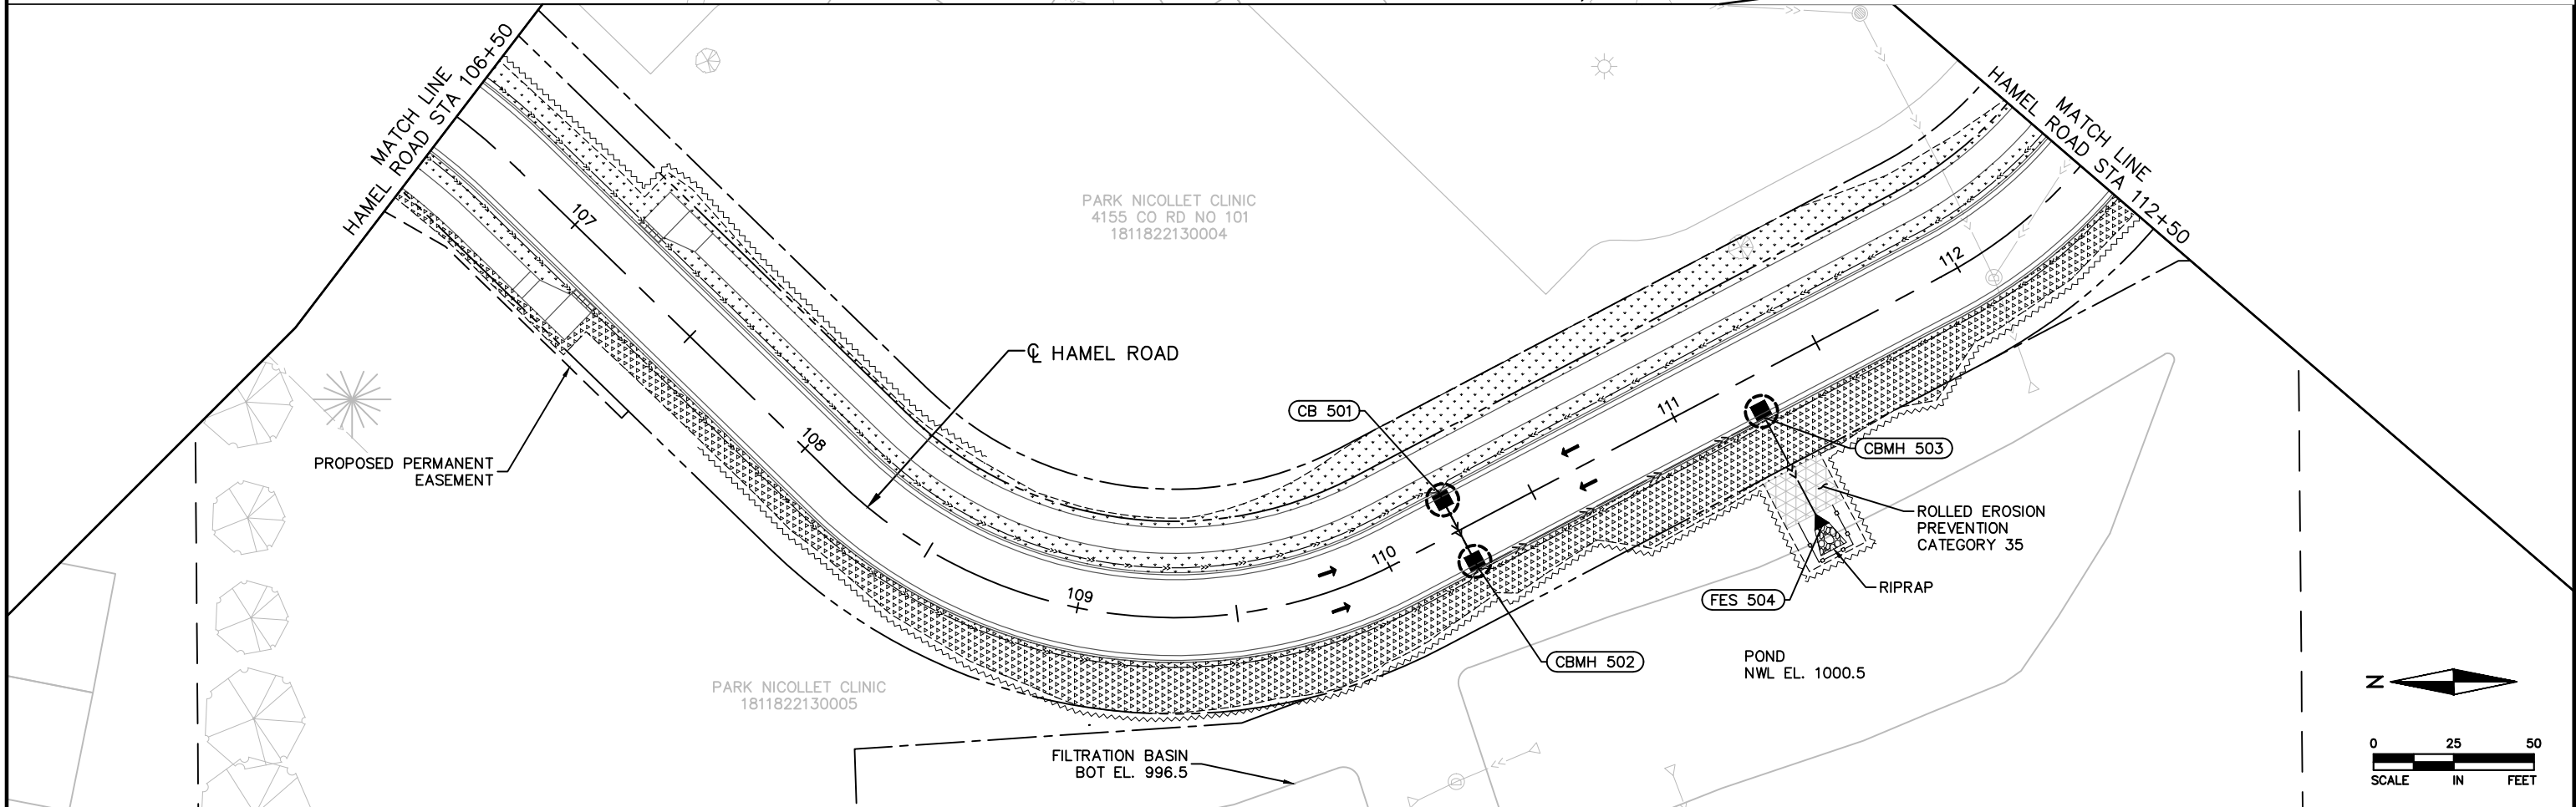 MATCH LINE
HAMEL ROAD STA 106+50
HAMEL ROAD STA 112+50
MATCH LINE
107
108
109
110
111
112
PARK NICOLLET CLINIC
4155 CO RD NO 101
1811822130004
℄ HAMEL ROAD
CB 501
CBMH 503
PROPOSED PERMANENT
EASEMENT
ROLLED EROSION
PREVENTION
CATEGORY 35
RIPRAP
FES 504
CBMH 502
POND
NWL EL. 1000.5
PARK NICOLLET CLINIC
1811822130005
FILTRATION BASIN
BOT EL. 996.5
N
0 25 50
SCALE IN FEET